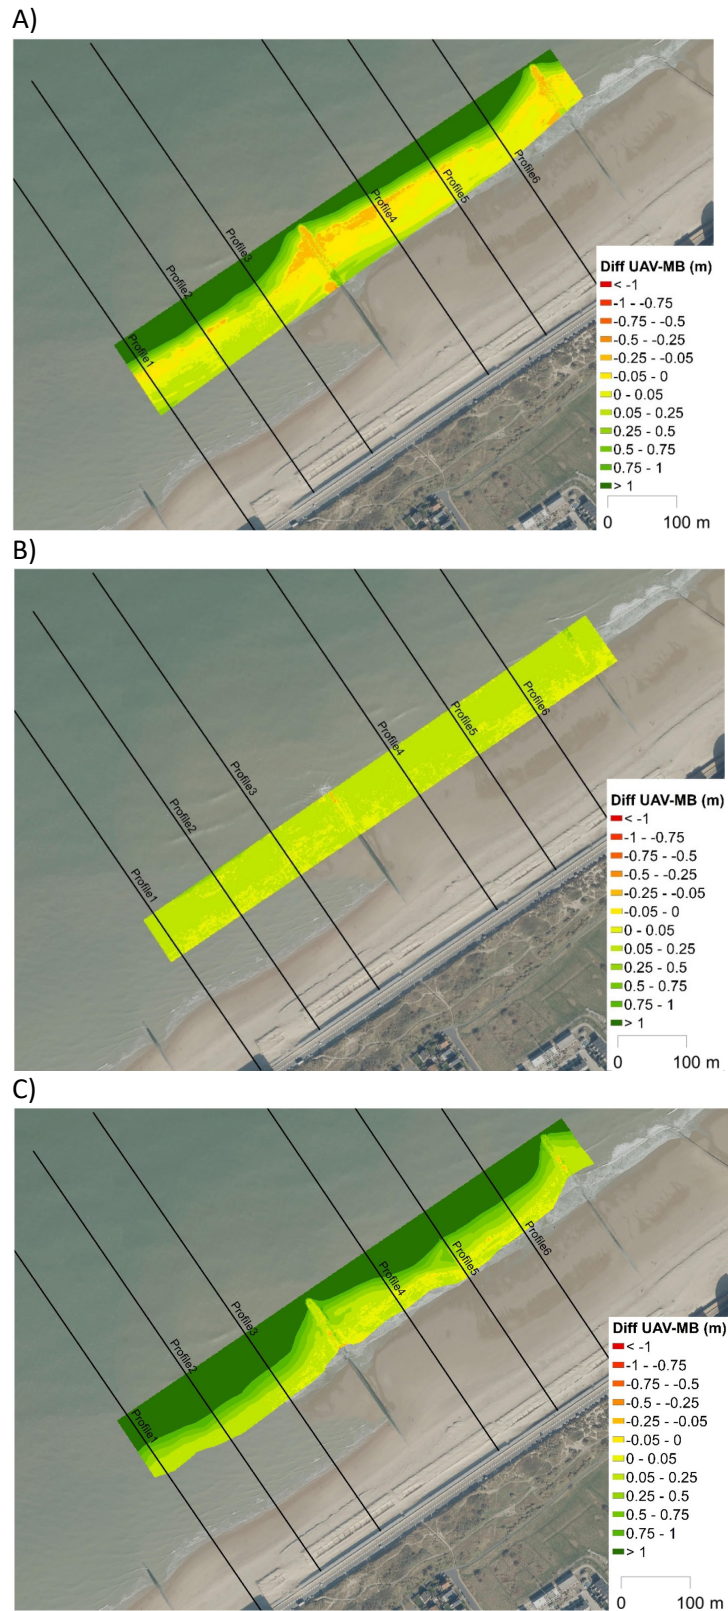 A)
Profile1
Profile2
Profile3
Profile4
Profile5
Profile6
Diff UAV-MB (m)
< -1
-1 - -0.75
-0.75 - -0.5
-0.5 - -0.25
-0.25 - -0.05
-0.05 - 0
0 - 0.05
0.05 - 0.25
0.25 - 0.5
0.5 - 0.75
0.75 - 1
> 1
0 100 m
B)
Profile1
Profile2
Profile3
Profile4
Profile5
Profile6
Diff UAV-MB (m)
< -1
-1 - -0.75
-0.75 - -0.5
-0.5 - -0.25
-0.25 - -0.05
-0.05 - 0
0 - 0.05
0.05 - 0.25
0.25 - 0.5
0.5 - 0.75
0.75 - 1
> 1
0 100 m
C)
Profile1
Profile2
Profile3
Profile4
Profile5
Profile6
Diff UAV-MB (m)
< -1
-1 - -0.75
-0.75 - -0.5
-0.5 - -0.25
-0.25 - -0.05
-0.05 - 0
0 - 0.05
0.05 - 0.25
0.25 - 0.5
0.5 - 0.75
0.75 - 1
> 1
0 100 m